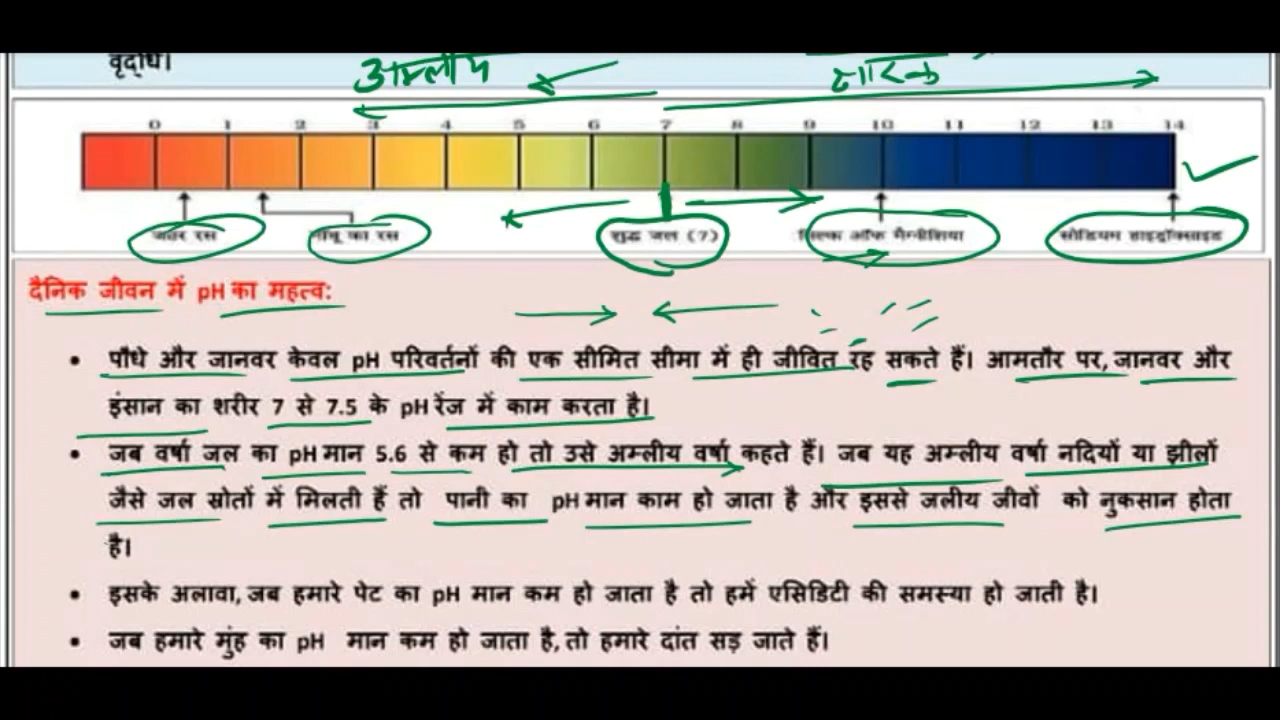 वृद्धि।
अम्लीय
0 1 2 3 4 5 6 7 8 9 10 11 12 13 14
जठर रस नींबू का रस शुद्ध जल (7) मिल्क ऑफ मैग्नीशिया सोडियम हाइड्रॉक्साइड
दैनिक जीवन में pH का महत्व:
• पौधे और जानवर केवल pH परिवर्तनों की एक सीमित सीमा में ही जीवित रह सकते हैं। आमतौर पर, जानवर और
इंसान का शरीर 7 से 7.5 के pH रेंज में काम करता है।
• जब वर्षा जल का pH मान 5.6 से कम हो तो उसे अम्लीय वर्षा कहते हैं। जब यह अम्लीय वर्षा नदियों या झीलों
जैसे जल स्रोतों में मिलती हैं तो पानी का pH मान काम हो जाता है और इससे जलीय जीवों को नुकसान होता
है।
• इसके अलावा, जब हमारे पेट का pH मान कम हो जाता है तो हमें एसिडिटी की समस्या हो जाती है।
• जब हमारे मुंह का pH मान कम हो जाता है, तो हमारे दांत सड़ जाते हैं।